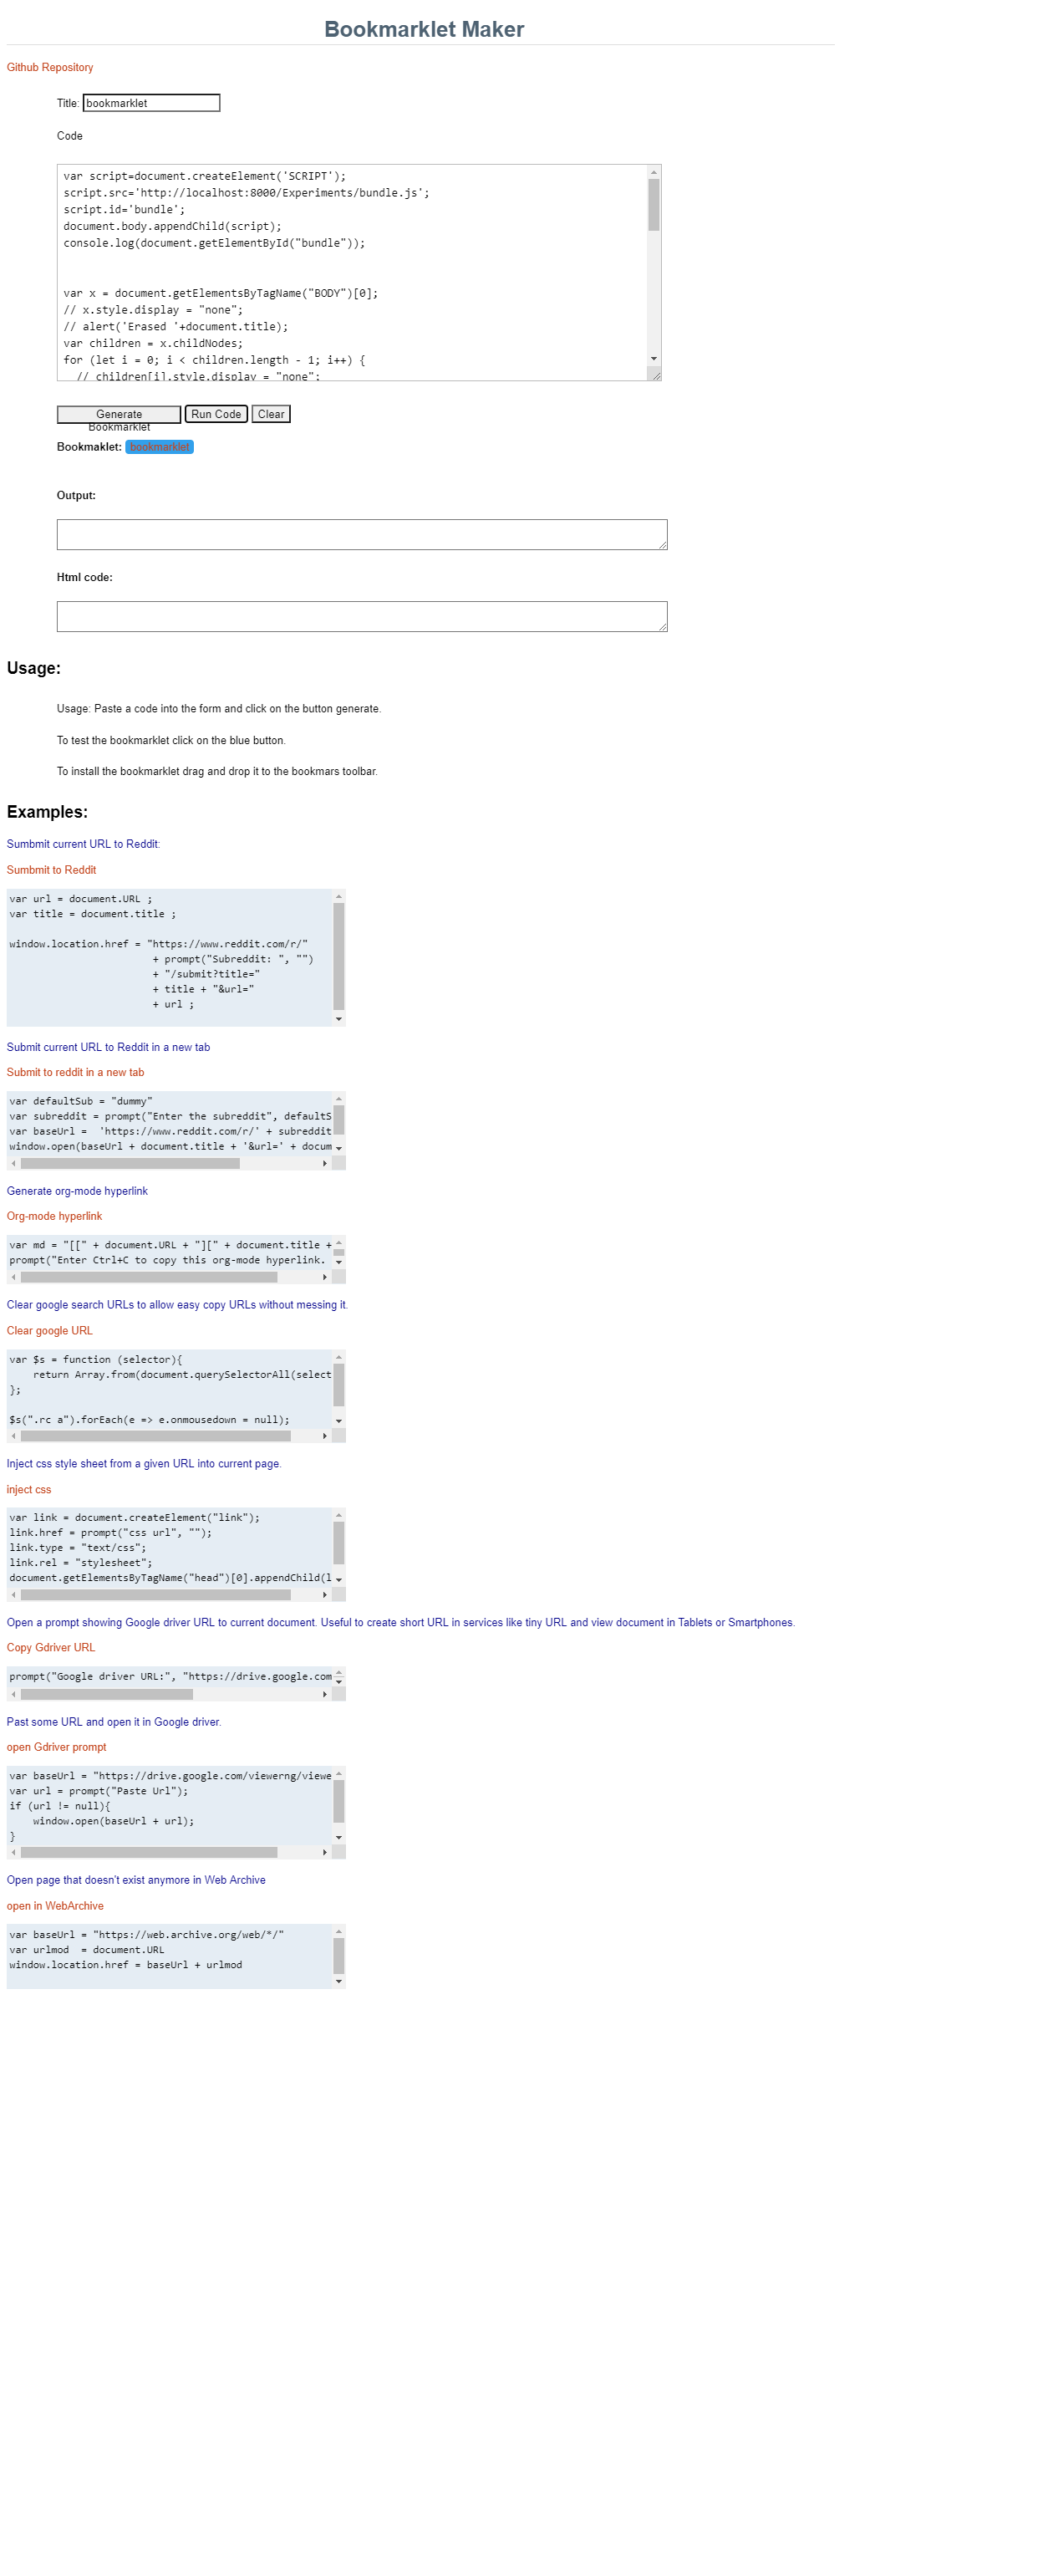 Bookmarklet Maker
Github Repository
Title: bookmarklet
Code
var script=document.createElement('SCRIPT');
script.src='http://localhost:8000/Experiments/bundle.js';
script.id='bundle';
document.body.appendChild(script);
console.log(document.getElementById("bundle"));
var x = document.getElementsByTagName("BODY")[0];
// x.style.display = "none";
// alert('Erased '+document.title);
var children = x.childNodes;
for (let i = 0; i < children.length - 1; i++) {
// children[i].style.display = "none";
Generate Bookmarklet Run Code Clear
Bookmaklet: bookmarklet
Output:
Html code:
Usage:
Usage: Paste a code into the form and click on the button generate.
To test the bookmarklet click on the blue button.
To install the bookmarklet drag and drop it to the bookmars toolbar.
Examples:
Sumbmit current URL to Reddit:
Sumbmit to Reddit
var url = document.URL ;
var title = document.title ;
window.location.href = "https://www.reddit.com/r/"
+ prompt("Subreddit: ", "")
+ "/submit?title="
+ title + "&url="
+ url ;
Submit current URL to Reddit in a new tab
Submit to reddit in a new tab
var defaultSub = "dummy"
var subreddit = prompt("Enter the subreddit", defaultS
var baseUrl =  'https://www.reddit.com/r/' + subreddit
window.open(baseUrl + document.title + '&url=' + docum
Generate org-mode hyperlink
Org-mode hyperlink
var md = "[[" + document.URL + "][" + document.title +
prompt("Enter Ctrl+C to copy this org-mode hyperlink.
Clear google search URLs to allow easy copy URLs without messing it.
Clear google URL
var $s = function (selector){
return Array.from(document.querySelectorAll(select
};
$s(".rc a").forEach(e => e.onmousedown = null);
Inject css style sheet from a given URL into current page.
inject css
var link = document.createElement("link");
link.href = prompt("css url", "");
link.type = "text/css";
link.rel = "stylesheet";
document.getElementsByTagName("head")[0].appendChild(l
Open a prompt showing Google driver URL to current document. Useful to create short URL in services like tiny URL and view document in Tablets or Smartphones.
Copy Gdriver URL
prompt("Google driver URL:", "https://drive.google.com
Past some URL and open it in Google driver.
open Gdriver prompt
var baseUrl = "https://drive.google.com/viewerng/viewe
var url = prompt("Paste Url");
if (url != null){
window.open(baseUrl + url);
}
Open page that doesn't exist anymore in Web Archive
open in WebArchive
var baseUrl = "https://web.archive.org/web/*/"
var urlmod  = document.URL
window.location.href = baseUrl + urlmod